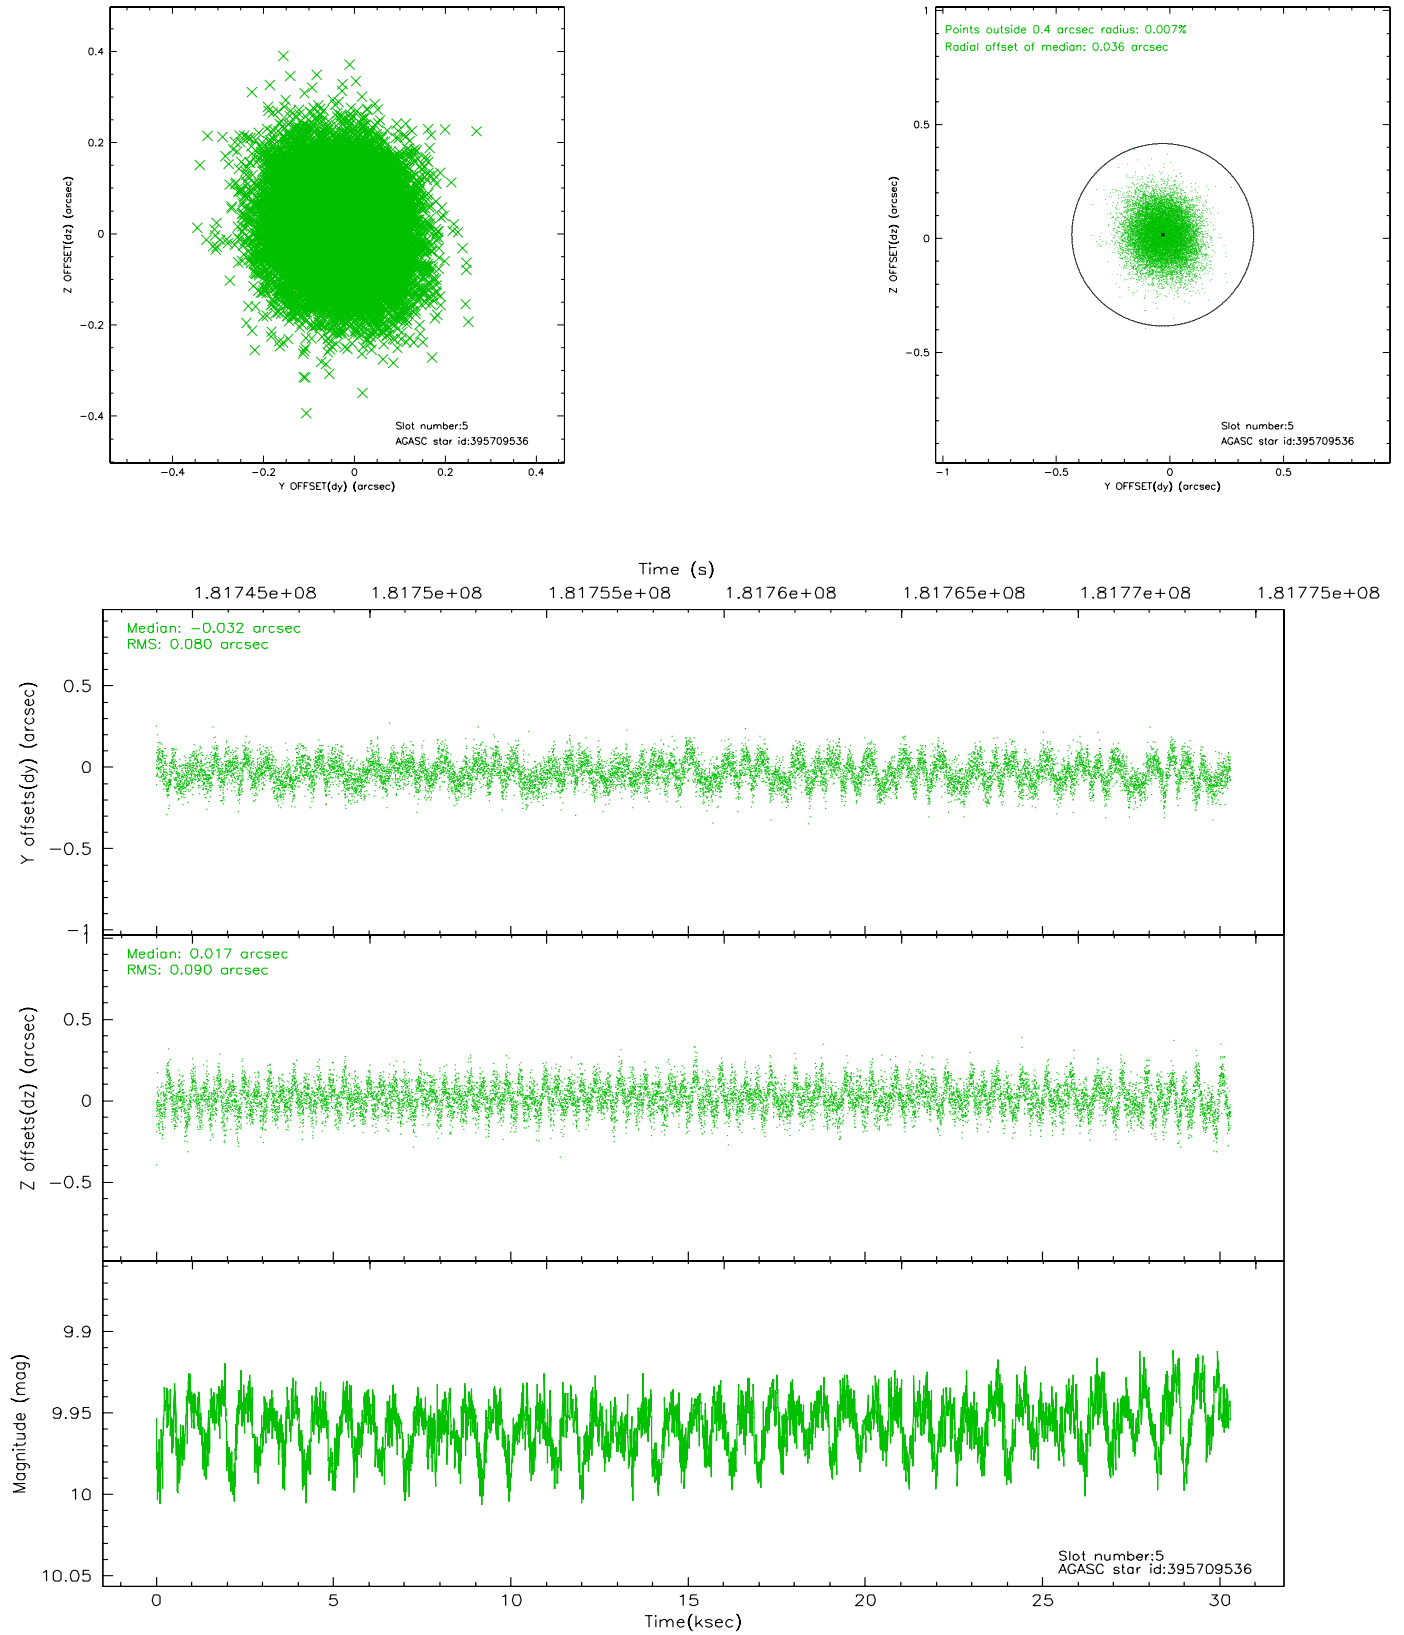 0.4
0.2
0
-0.2
-0.4
Z OFFSET(dz) (arcsec)
Slot number:5
AGASC star id:395709536
-0.4 -0.2 0 0.2 0.4
Y OFFSET(dy) (arcsec)
Points outside 0.4 arcsec radius: 0.007%
Radial offset of median: 0.036 arcsec
1
0.5
0
-0.5
Z OFFSET(dz) (arcsec)
Slot number:5
AGASC star id:395709536
-1 -0.5 0 0.5
Y OFFSET(dy) (arcsec)
Time (s)
1.81745e+08 1.8175e+08 1.81755e+08 1.8176e+08 1.81765e+08 1.8177e+08 1.81775e+08
Median: -0.032 arcsec
RMS: 0.080 arcsec
0.5
0
-0.5
-1
Y offsets(dy) (arcsec)
1
Median: 0.017 arcsec
RMS: 0.090 arcsec
0.5
0
-0.5
Z offsets(dz) (arcsec)
9.9
9.95
10
10.05
Magnitude (mag)
Slot number:5
AGASC star id:395709536
0 5 10 15 20 25 30
Time(ksec)